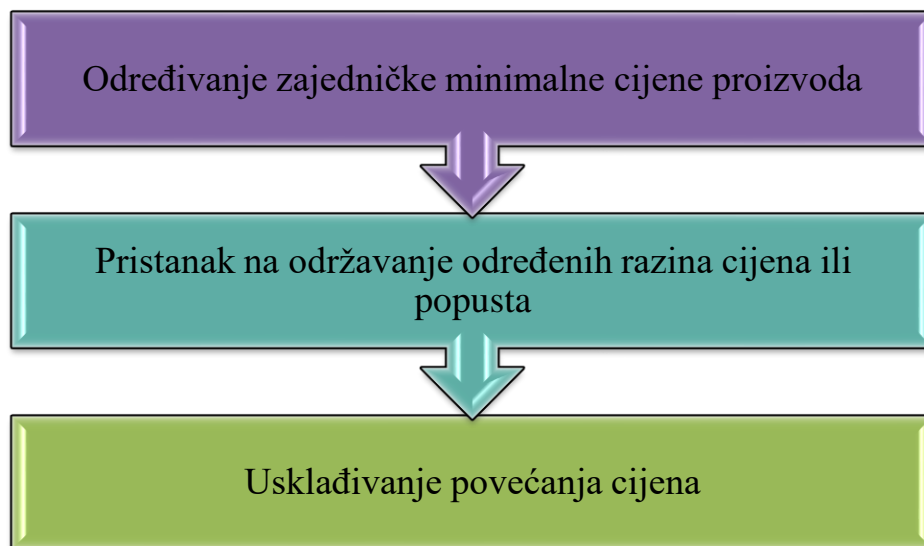 Određivanje zajedničke minimalne cijene proizvoda
Pristanak na održavanje određenih razina cijena ili
popusta
Usklađivanje povećanja cijena